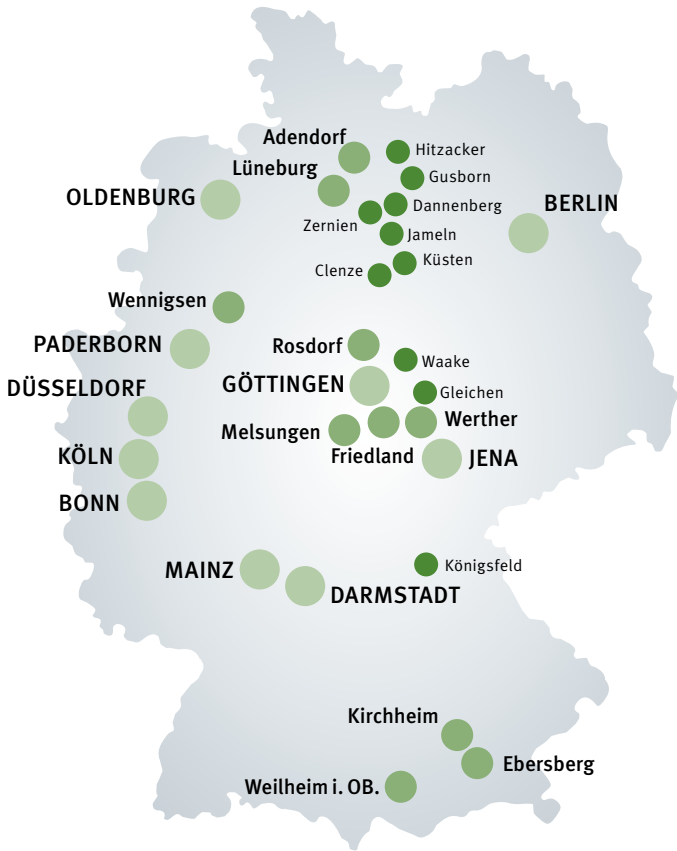 Adendorf
Hitzacker
Lüneburg
Gusborn
OLDENBURG
Dannenberg
BERLIN
Zernien
Jameln
Küsten
Clenze
Wennigsen
PADERBORN
Rosdorf
Waake
DÜSSELDORF
GÖTTINGEN
Gleichen
Melsungen
Werther
KÖLN
Friedland
JENA
BONN
MAINZ
Königsfeld
DARMSTADT
Kirchheim
Ebersberg
Weilheim i. OB.